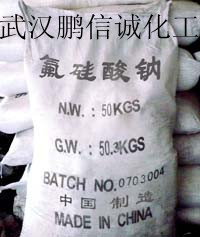 武汉鹏信诚化工
氟硅酸钠
N.W.: 50KGS
G.W.: 50.3KGS
BATCH NO.0703004
中国 制造
MADE IN CHINA